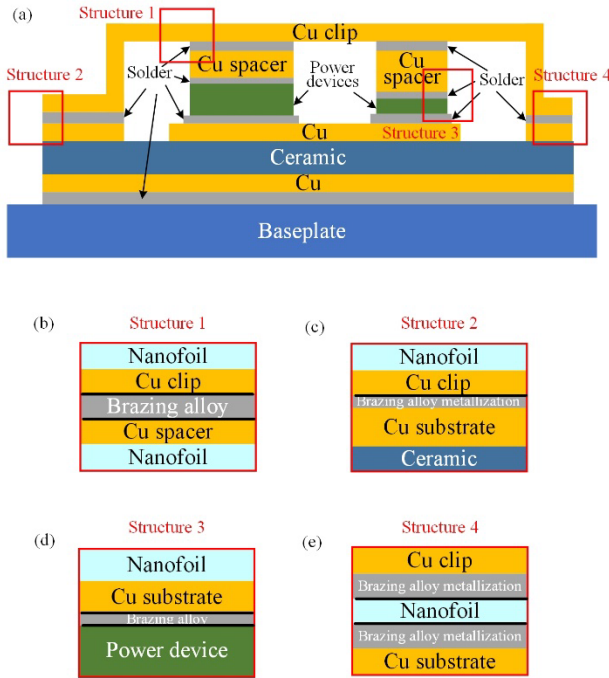 (a)
Structure 1
Cu clip
Structure 2
Solder
Cu spacer
Power
devices
Cu
spacer
Solder
Structure 4
Structure 3
Cu
Ceramic
Cu
Baseplate
(b)
Structure 1
Nanofoil
Cu clip
Brazing alloy
Cu spacer
Nanofoil
(c)
Structure 2
Nanofoil
Cu clip
Brazing alloy metallization
Cu substrate
Ceramic
(d)
Structure 3
Nanofoil
Cu substrate
Brazing alloy
Power device
(e)
Structure 4
Cu clip
Brazing alloy metallization
Nanofoil
Brazing alloy metallization
Cu substrate